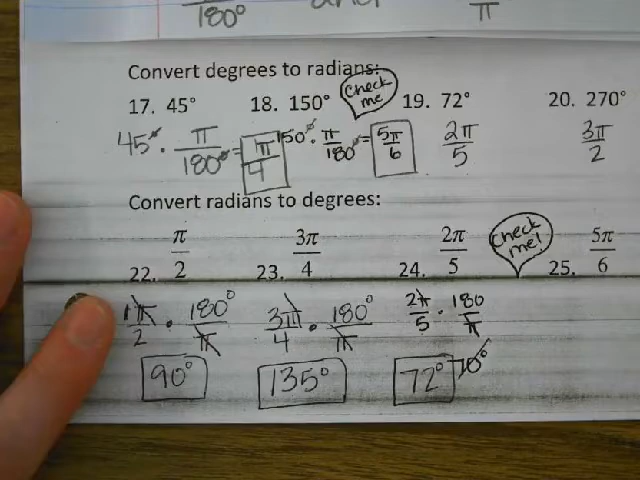 180° π
Convert degrees to radians:
check me
17. 45° 18. 150° 19. 72° 20. 270°
45° · π/180° = π/4 150° · π/180° = 5π/6 2π/5 3π/2
Convert radians to degrees:
check me!
22. π/2 23. 3π/4 24. 2π/5 25. 5π/6
1π/2 · 180°/π 3π/4 · 180°/π 2π/5 · 180/π
90° 135° 72°